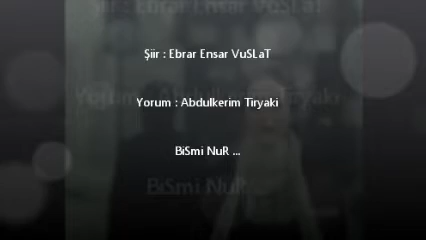 Şiir : Ebrar Ensar VuSLaT
Yorum : Abdulkerim Tiryaki
BiSmi NuR ...